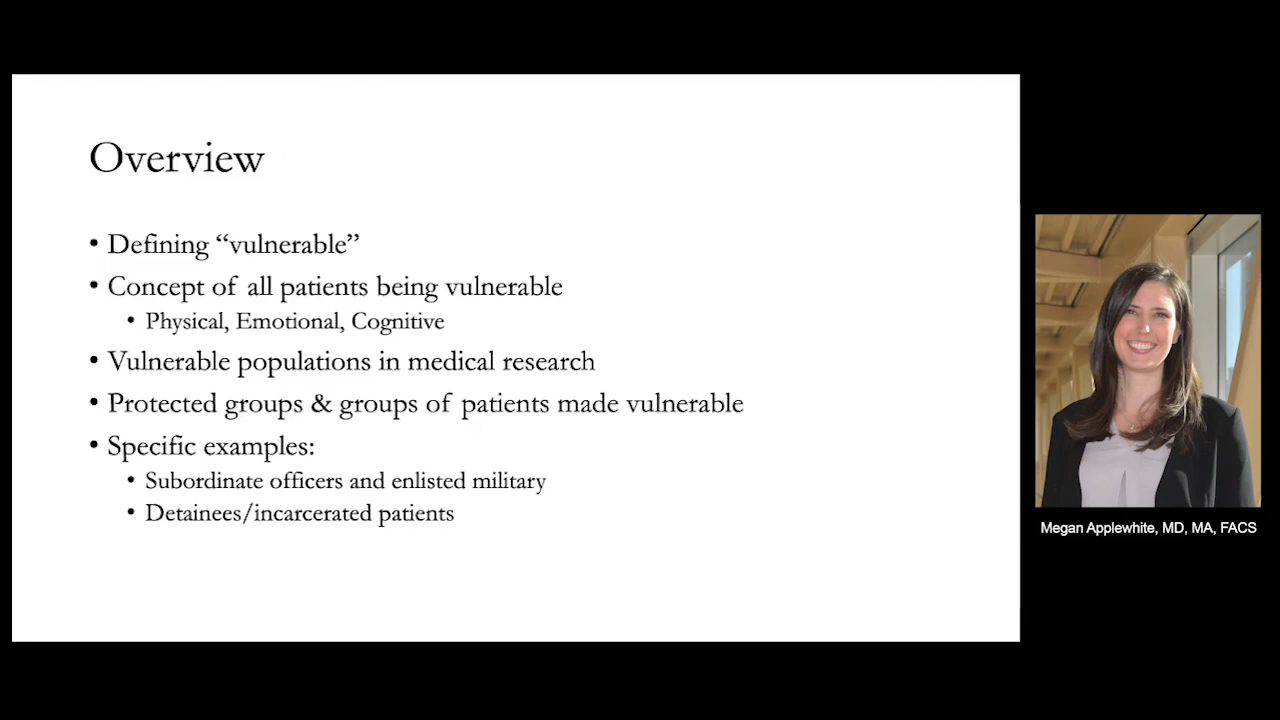 Overview
• Defining “vulnerable”
• Concept of all patients being vulnerable
• Physical, Emotional, Cognitive
• Vulnerable populations in medical research
• Protected groups & groups of patients made vulnerable
• Specific examples:
• Subordinate officers and enlisted military
• Detainees/incarcerated patients
Megan Applewhite, MD, MA, FACS